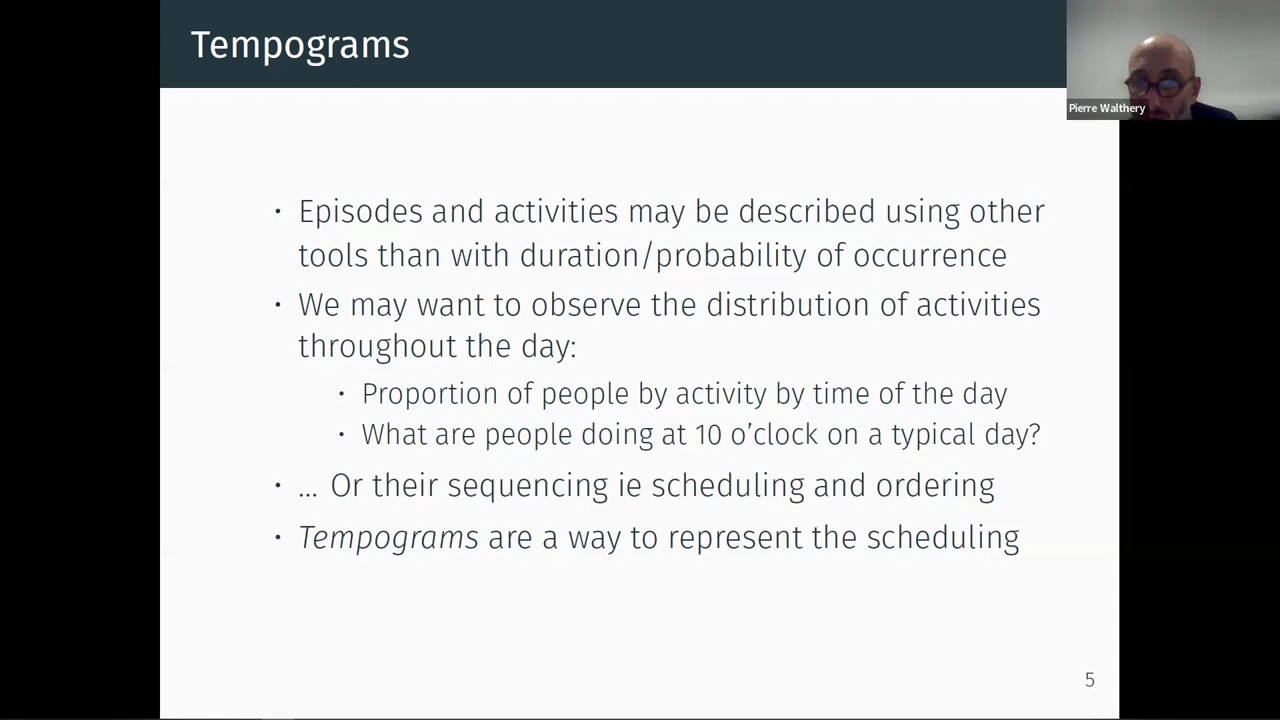 Tempograms
Pierre Walthery
• Episodes and activities may be described using other
tools than with duration/probability of occurrence
• We may want to observe the distribution of activities
throughout the day:
• Proportion of people by activity by time of the day
• What are people doing at 10 o’clock on a typical day?
• … Or their sequencing ie scheduling and ordering
• Tempograms are a way to represent the scheduling
5